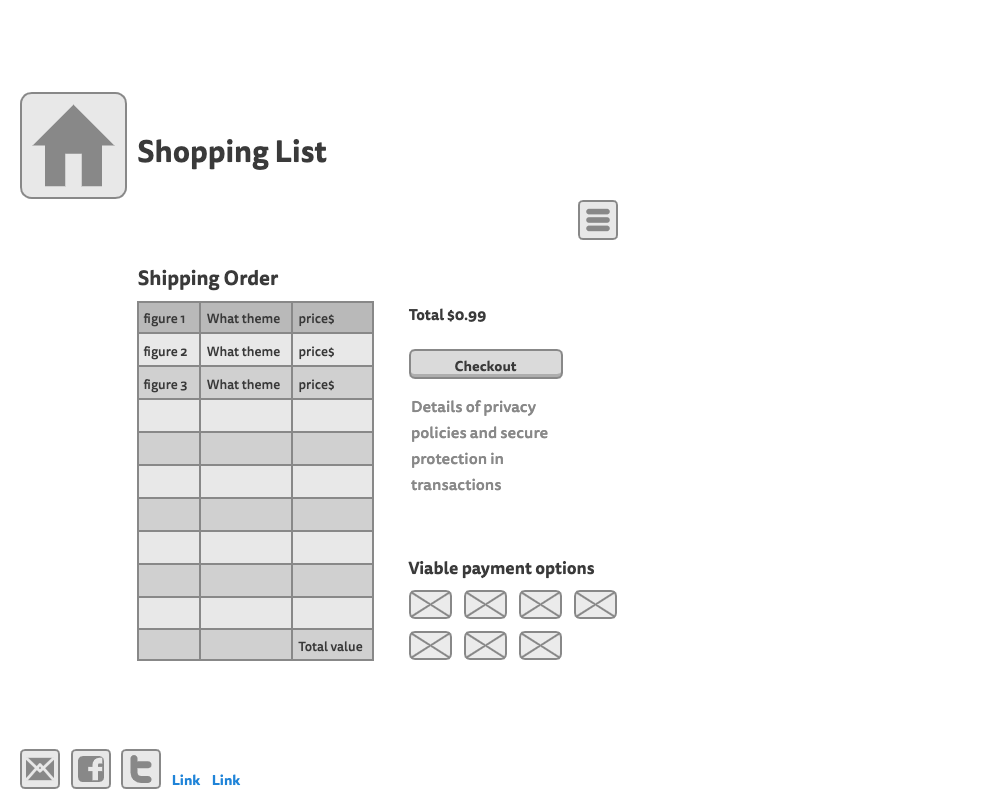 Shopping List
Shipping Order
figure 1 What theme price$
figure 2 What theme price$
figure 3 What theme price$
Total value
Total $0.99
Checkout
Details of privacy
policies and secure
protection in
transactions
Viable payment options
Link Link